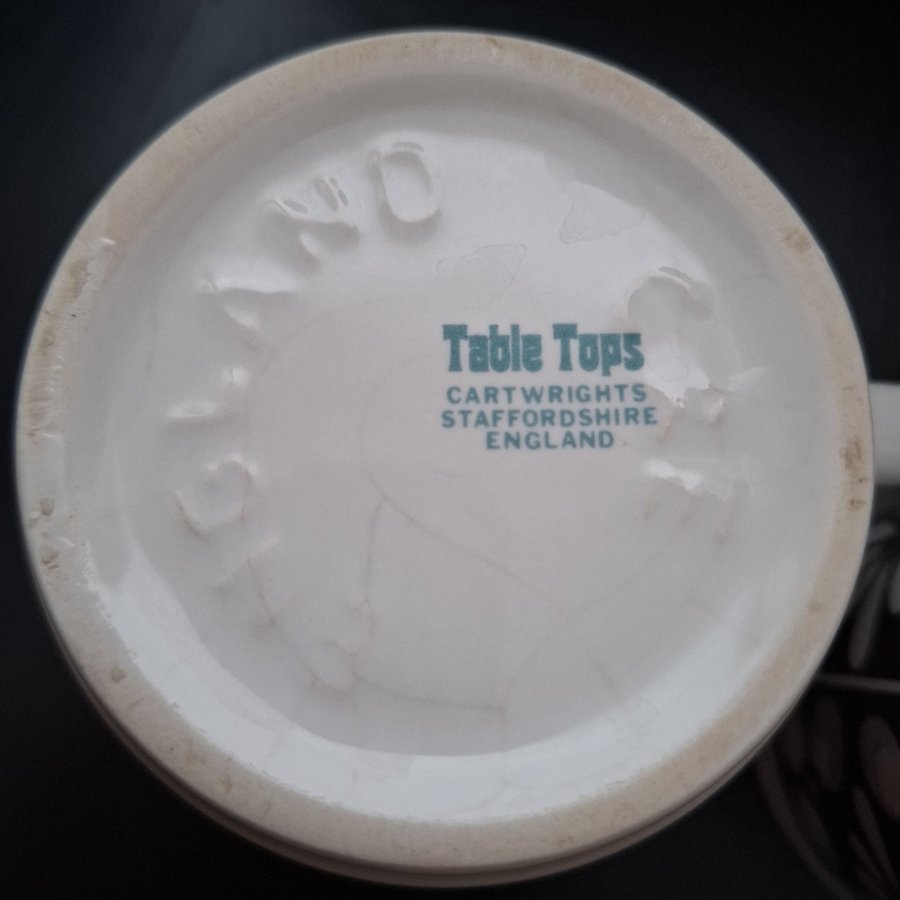 Table Tops
CARTWRIGHTS
STAFFORDSHIRE
ENGLAND